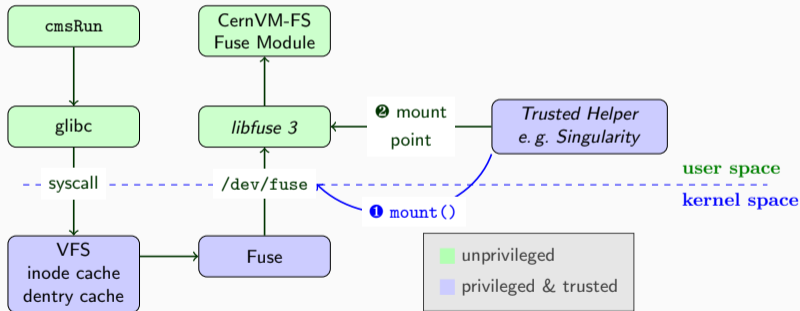 cmsRun
CernVM-FS
Fuse Module
glibc
libfuse 3
❷ mount
point
Trusted Helper
e. g. Singularity
user space
syscall
/dev/fuse
kernel space
❶ mount()
VFS
inode cache
dentry cache
Fuse
unprivileged
privileged & trusted